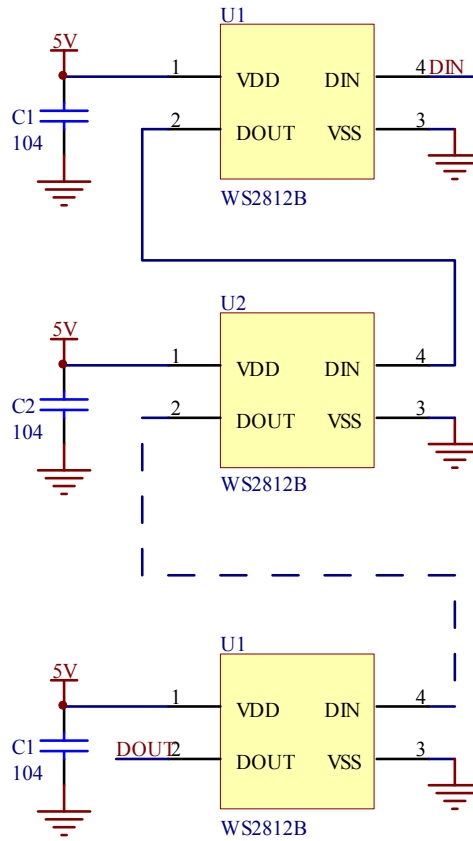 U1
5V
1 VDD DIN 4 DIN
C1
104
2 DOUT VSS 3
WS2812B
U2
5V
1 VDD DIN 4
C2
104
2 DOUT VSS 3
WS2812B
U1
5V
1 VDD DIN 4
C1
104
DOUT 2 DOUT VSS 3
WS2812B